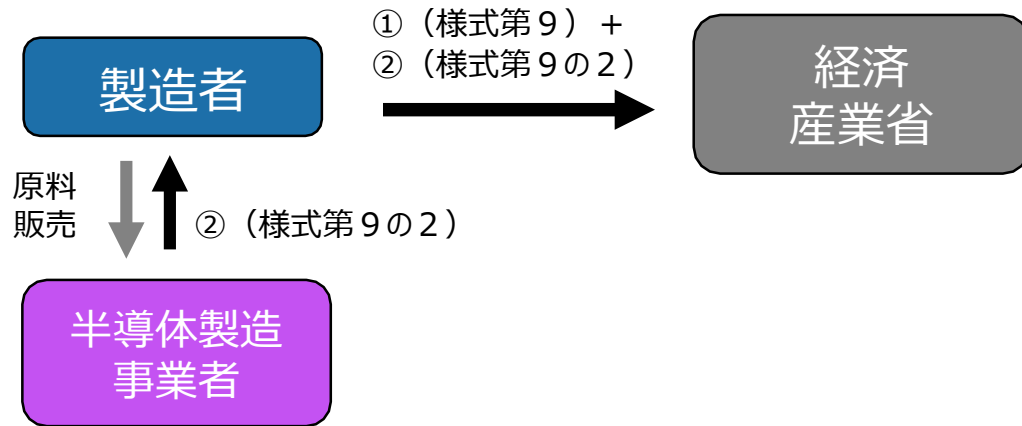 ①（様式第９）＋
②（様式第９の２）
製造者
経済
産業省
原料
販売
②（様式第９の２）
半導体製造
事業者